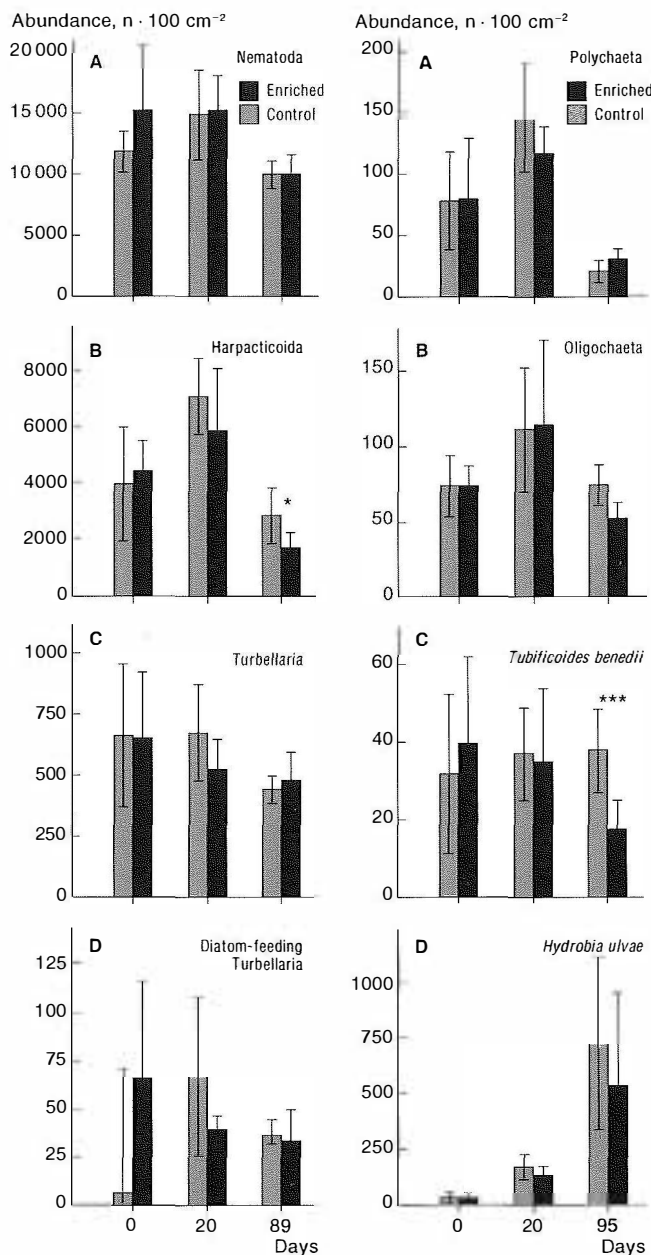 Abundance, n · 100 cm⁻²
A
Nematoda
Enriched
Control
20 000
15 000
10 000
5000
0
B
Harpacticoida
8000
6000
4000
2000
0
*
C
Turbellaria
1000
750
500
250
0
D
Diatom-feeding
Turbellaria
125
100
75
50
25
0
0 20 89
Days
Abundance, n · 100 cm⁻²
A
Polychaeta
Enriched
Control
200
150
100
50
0
B
Oligochaeta
150
100
50
0
C
Tubificoides benedii
60
40
20
0
***
D
Hydrobia ulvae
1000
750
500
250
0
0 20 95
Days